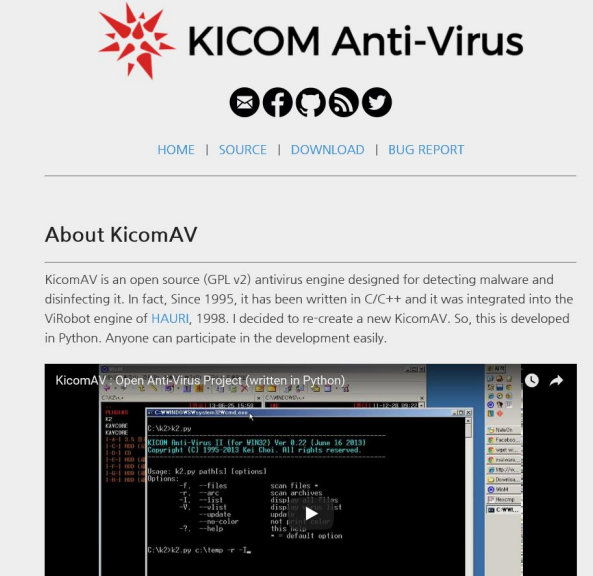 KICOM Anti-Virus
HOME | SOURCE | DOWNLOAD | BUG REPORT
About KicomAV
KicomAV is an open source (GPL v2) antivirus engine designed for detecting malware and
disinfecting it. In fact, Since 1995, it has been written in C/C++ and it was integrated into the
ViRobot engine of HAURI, 1998. I decided to re-create a new KicomAV. So, this is developed
in Python. Anyone can participate in the development easily.
KicomAV : Open Anti-Virus Project (written in Python)
C:\k2>k2.py
KICOM Anti-Virus II (for WIN32) Ver 0.22 (June 16 2013)
Copyright (C) 1995-2013 Kei Choi. All rights reserved.
Usage: k2.py path[s] [options]
Options:
-f, --files scan files *
-r, --arc scan archives
-I, --list display all files
-V, --vlist display virus list
--update update
--no-color not print color
-?, --help this help
* = default option
C:\k2>k2.py c:\temp -r -I_